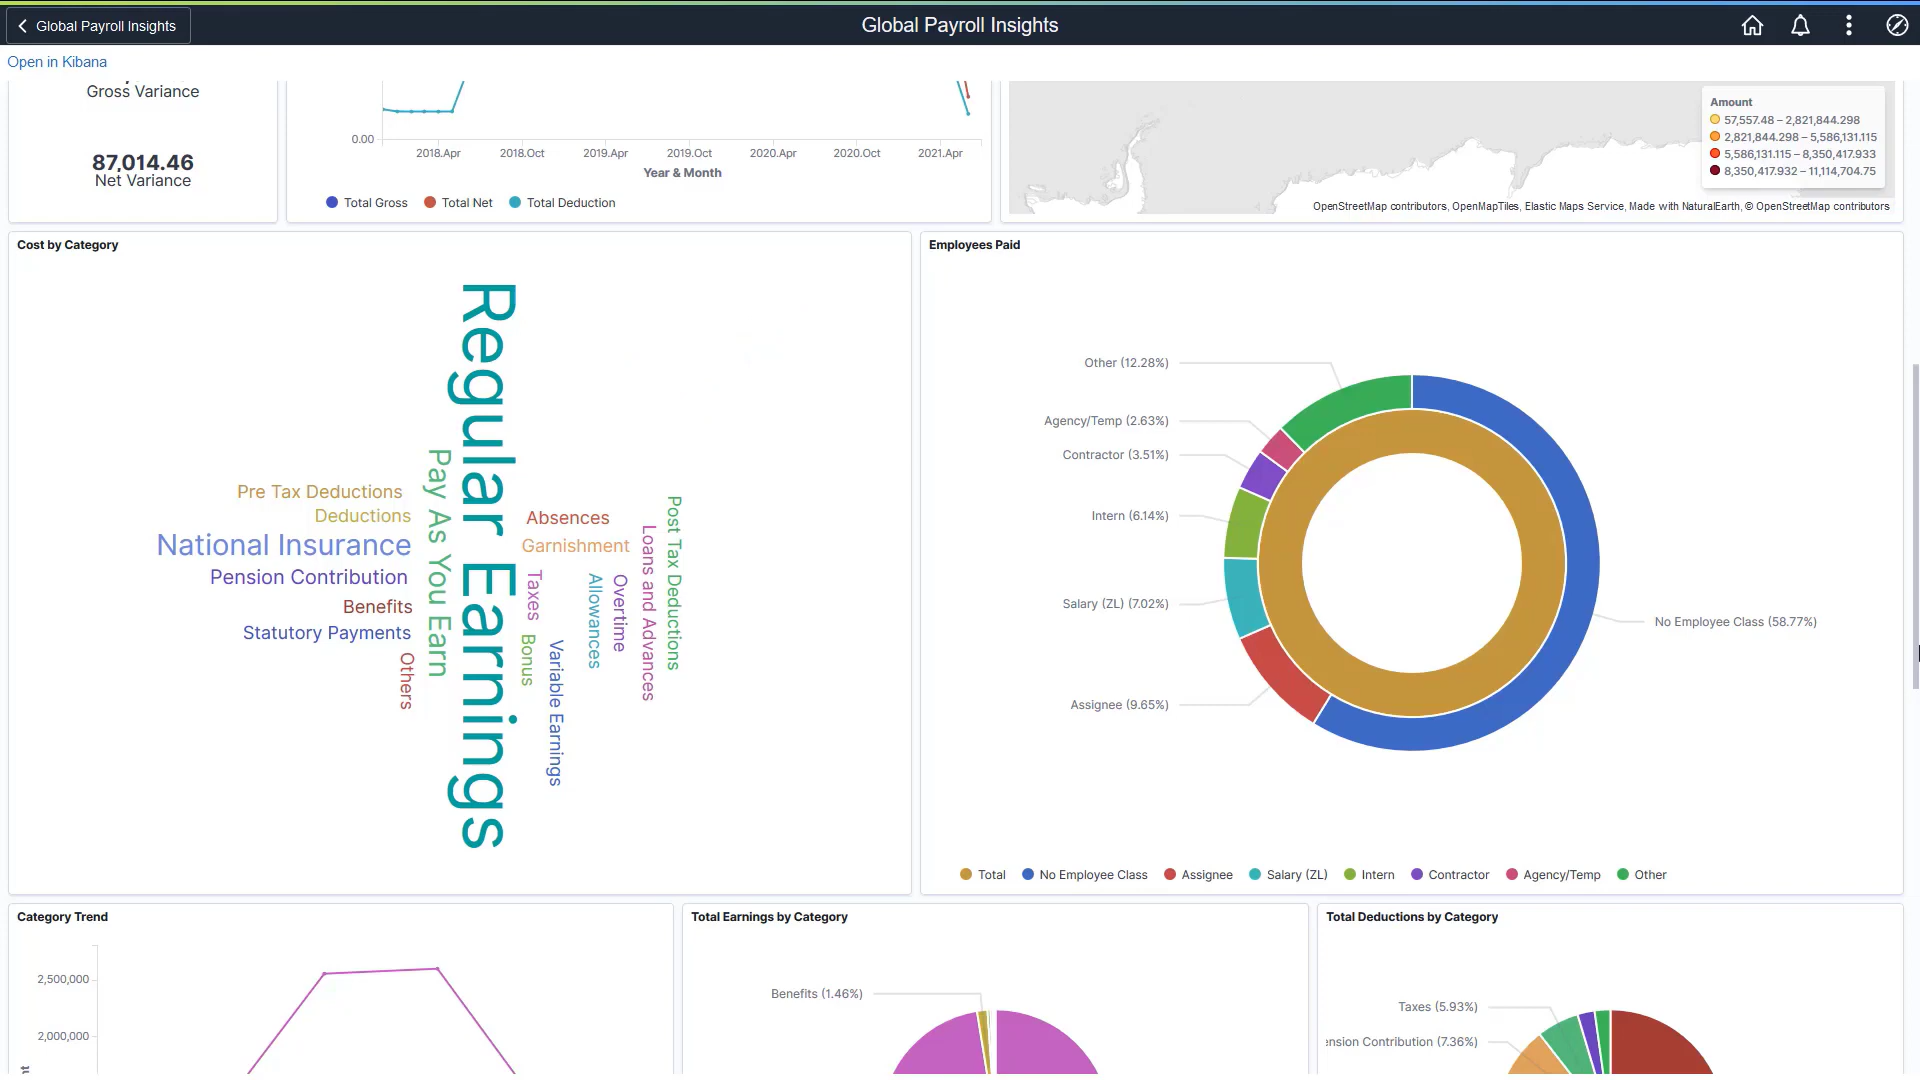 Global Payroll Insights
Global Payroll Insights
Open in Kibana
Gross Variance
87,014.46
Net Variance
0.00
2018.Apr
2018.Oct
2019.Apr
2019.Oct
2020.Apr
2020.Oct
2021.Apr
Year & Month
Total Gross
Total Net
Total Deduction
Amount
57,557.48 – 2,821,844.298
2,821,844.298 – 5,586,131.115
5,586,131.115 – 8,350,417.933
8,350,417.932 – 11,114,704.75
OpenStreetMap contributors, OpenMapTiles, Elastic Maps Service, Made with NaturalEarth, © OpenStreetMap contributors
Cost by Category
Regular Earnings
Pay As You Earn
Pre Tax Deductions
Deductions
National Insurance
Pension Contribution
Benefits
Statutory Payments
Others
Absences
Garnishment
Taxes
Bonus
Variable Earnings
Allowances
Overtime
Loans and Advances
Post Tax Deductions
Employees Paid
Other (12.28%)
Agency/Temp (2.63%)
Contractor (3.51%)
Intern (6.14%)
Salary (ZL) (7.02%)
Assignee (9.65%)
No Employee Class (58.77%)
Total
No Employee Class
Assignee
Salary (ZL)
Intern
Contractor
Agency/Temp
Other
Category Trend
2,500,000
2,000,000
Total Earnings by Category
Benefits (1.46%)
Total Deductions by Category
Taxes (5.93%)
ension Contribution (7.36%)